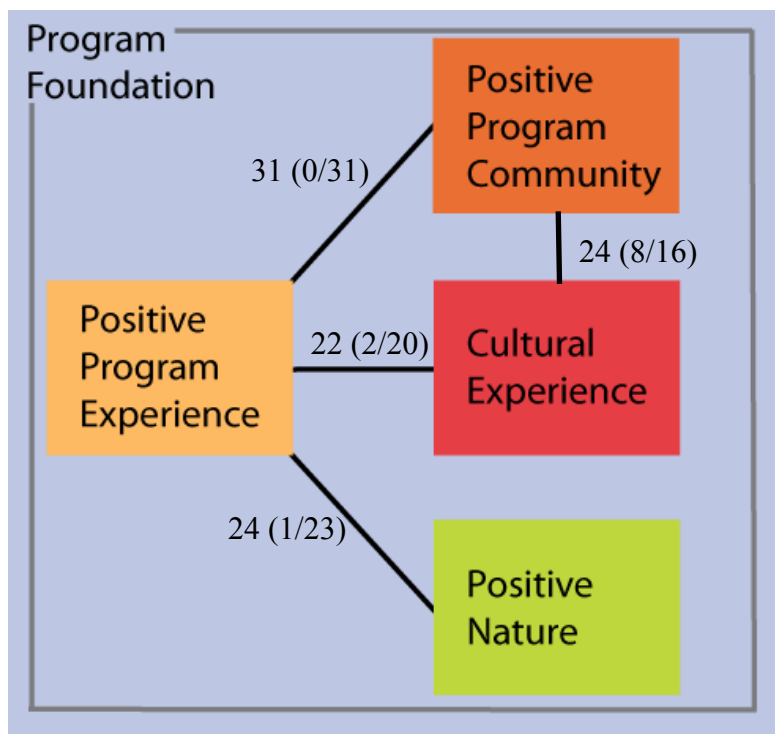 Program
Foundation
Positive
Program
Community
31 (0/31)
24 (8/16)
Positive
Program
Experience
22 (2/20)
Cultural
Experience
24 (1/23)
Positive
Nature